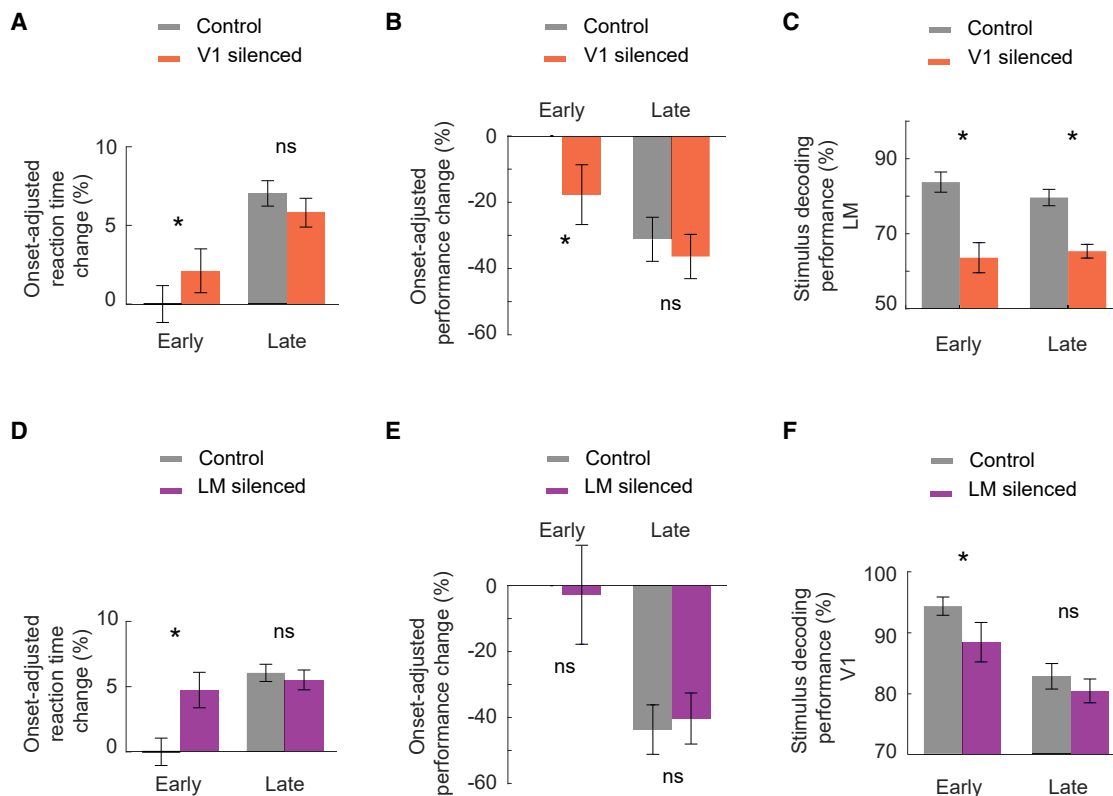 A
Control
V1 silenced
Onset-adjusted
reaction time
change (%)
10
5
0
*
ns
Early
Late
B
Control
V1 silenced
Early
Late
Onset-adjusted
performance change (%)
0
-20
-40
-60
*
ns
C
Control
V1 silenced
Stimulus decoding
performance (%)
LM
90
70
50
*
*
Early
Late
D
Control
LM silenced
Onset-adjusted
reaction time
change (%)
10
5
0
*
ns
Early
Late
E
Control
LM silenced
Early
Late
Onset-adjusted
performance change (%)
0
-20
-40
-60
ns
ns
F
Control
LM silenced
Stimulus decoding
performance (%)
V1
100
90
80
70
*
ns
Early
Late